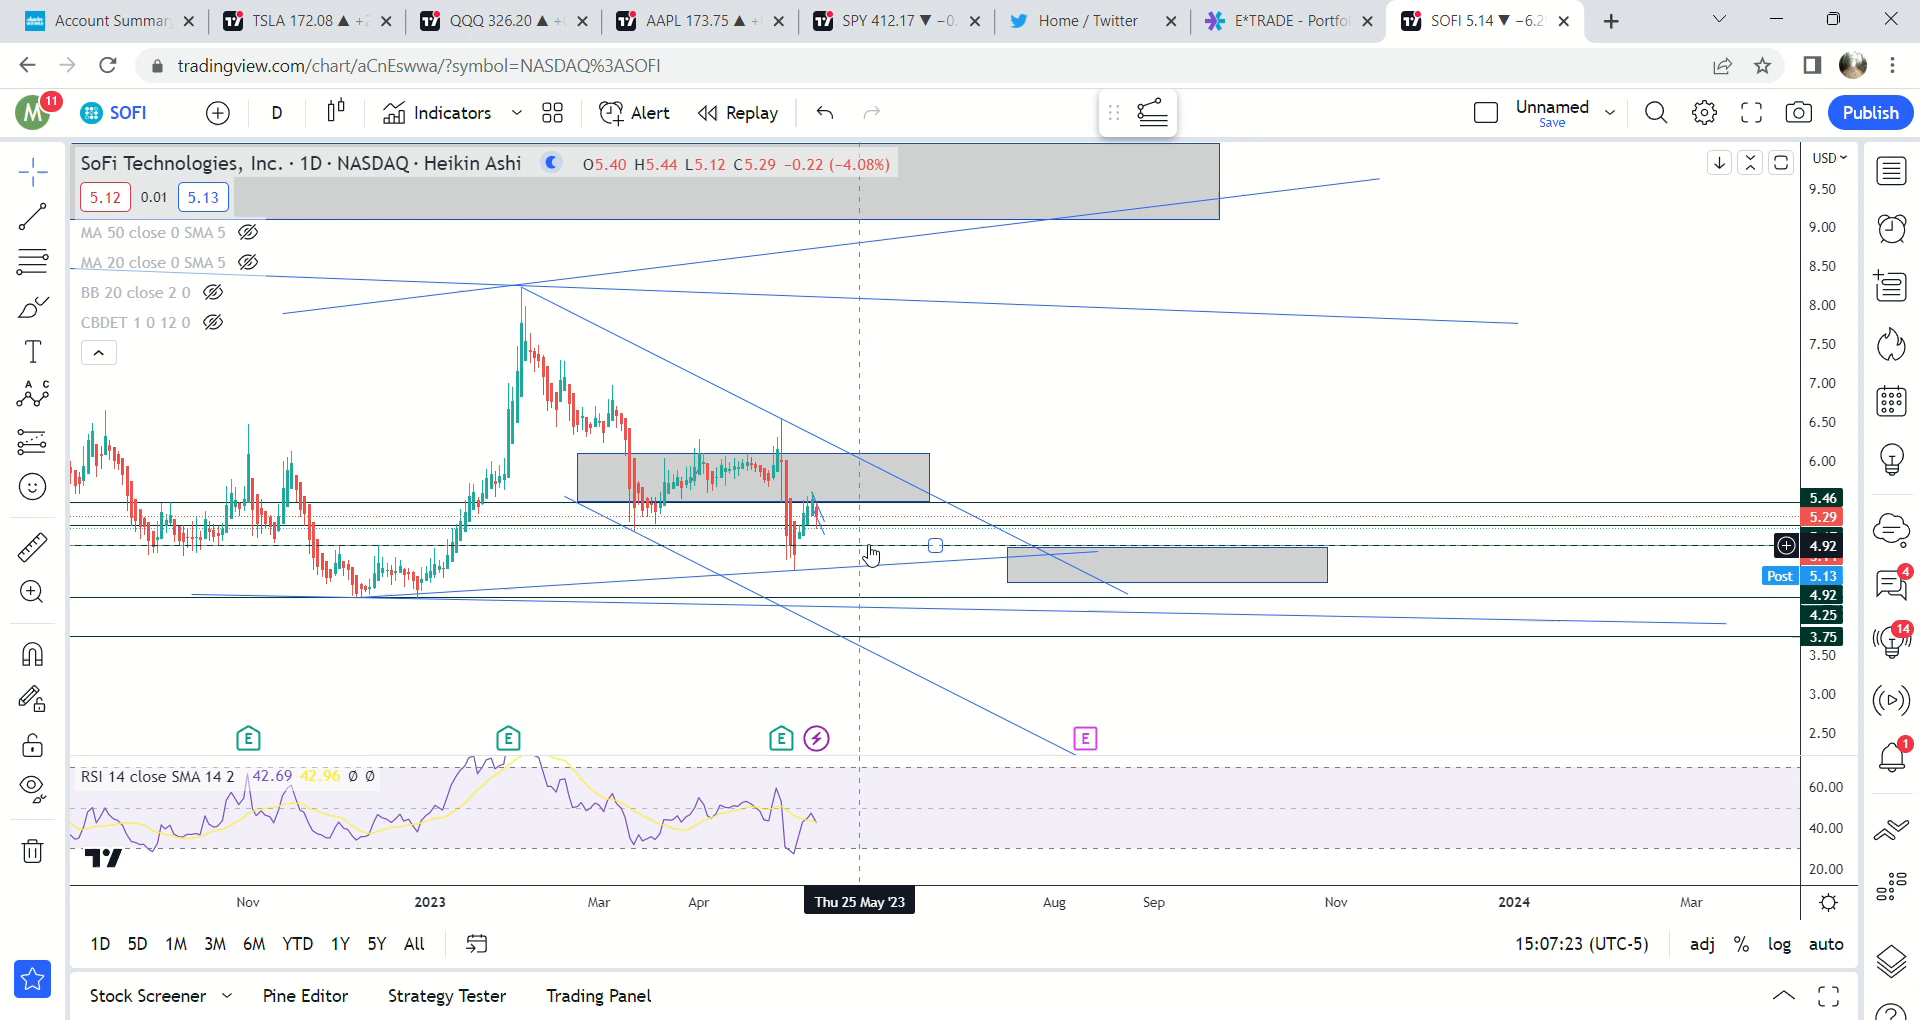 Account Summar
TSLA 172.08 ▲ +2
QQQ 326.20 ▲ +
AAPL 173.75 ▲ +
SPY 412.17 ▼ −0.
Home / Twitter
E*TRADE - Portfo
SOFI 5.14 ▼ −6.2
tradingview.com/chart/aCnEswwa/?symbol=NASDAQ%3ASOFI
M 11 SOFI D Indicators Alert Replay Unnamed Save Publish
SoFi Technologies, Inc. · 1D · NASDAQ · Heikin Ashi O5.40 H5.44 L5.12 C5.29 −0.22 (−4.08%) USD
5.12 0.01 5.13
MA 50 close 0 SMA 5
MA 20 close 0 SMA 5
BB 20 close 2 0
CBDET 1 0 12 0
9.50
9.00
8.50
8.00
7.50
7.00
6.50
6.00
5.46
5.29
4.92
Post 5.13
4.92
4.25
3.75
3.50
3.00
2.50
E E E E
RSI 14 close SMA 14 2 42.69 42.96 Ø Ø
60.00
40.00
20.00
Nov 2023 Mar Apr Thu 25 May '23 Aug Sep Nov 2024 Mar
1D 5D 1M 3M 6M YTD 1Y 5Y All 15:07:23 (UTC-5) adj % log auto
Stock Screener Pine Editor Strategy Tester Trading Panel
T
A C
4
14
1